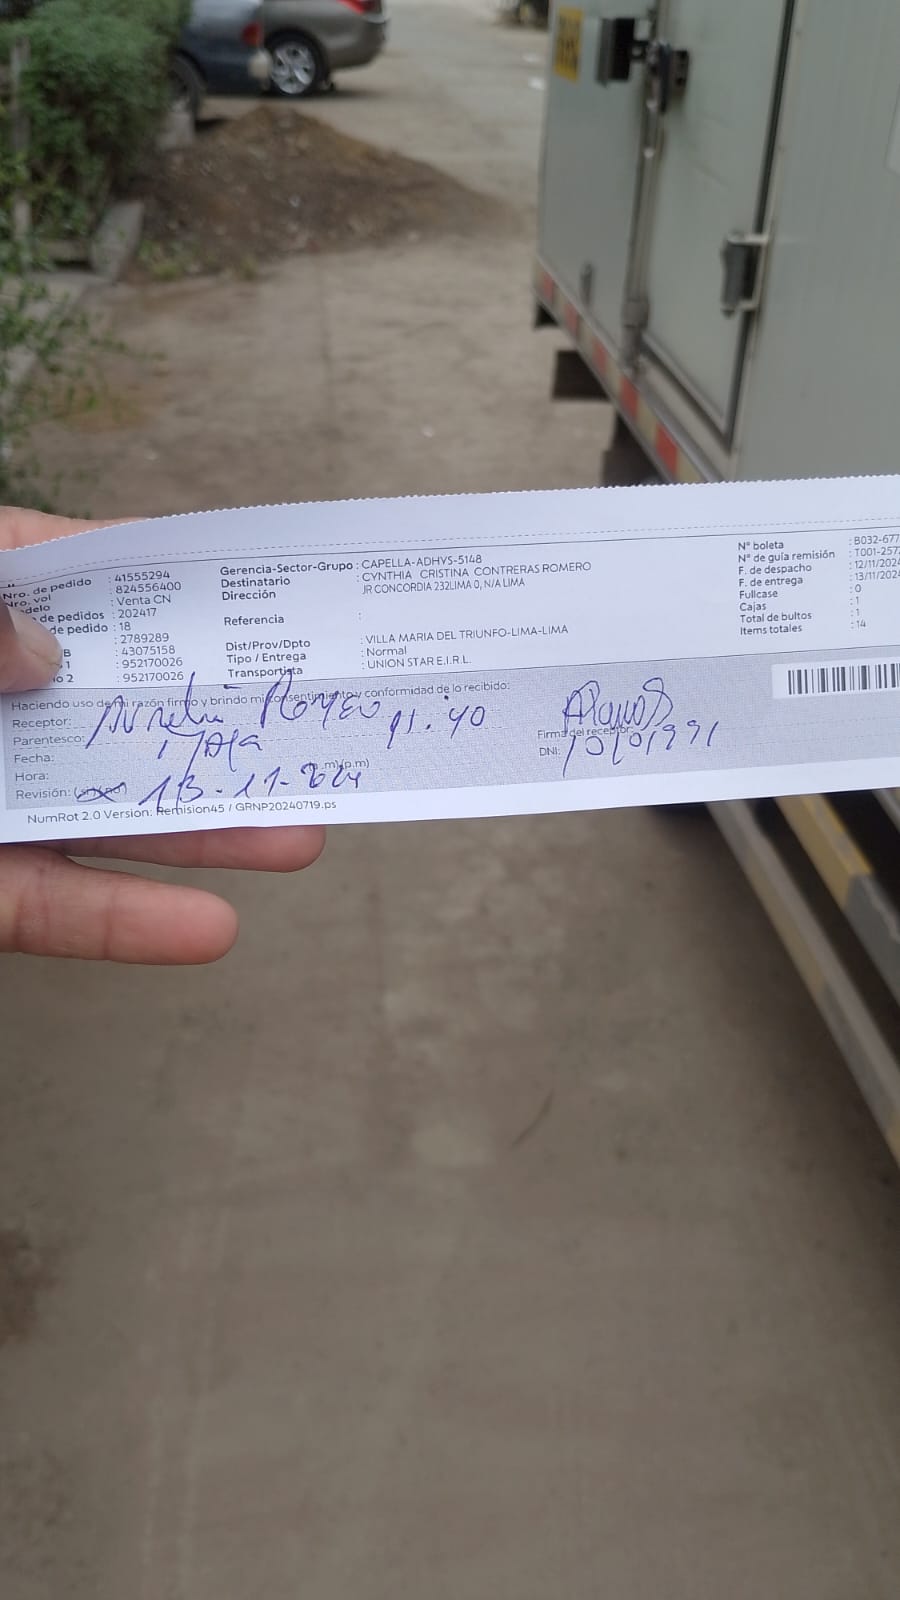 Nro. de pedido : 41555294
Nro. vol : 824556400
delo : Venta CN
de pedidos : 202417
de pedido : 18
: 2789289
B : 43075158
1 : 952170026
o 2 : 952170026
Gerencia-Sector-Grupo : CAPELLA-ADHVS-5148
Destinatario : CYNTHIA CRISTINA CONTRERAS ROMERO
Dirección JR CONCORDIA 232LIMA 0, N/A LIMA
Referencia :
Dist/Prov/Dpto : VILLA MARIA DEL TRIUNFO-LIMA-LIMA
Tipo / Entrega : Normal
Transportista : UNION STAR E.I.R.L.
N° boleta : B032-677
N° de guía remisión : T001-257
F. de despacho : 12/11/2024
F. de entrega : 13/11/202
Fullcase : 0
Cajas : 1
Total de bultos : 1
Items totales : 14
Haciendo uso de mi razón firmo y brindo mi consentimiento y conformidad de lo recibido:
Receptor:
Parentesco: 11:40
Fecha:
Hora: .m)(p.m)
Revisión: (si)(no) 13-11-2024
Firma del receptor:
DNI:
NumRot 2.0 Version: Remision45 / GRNP20240719.ps